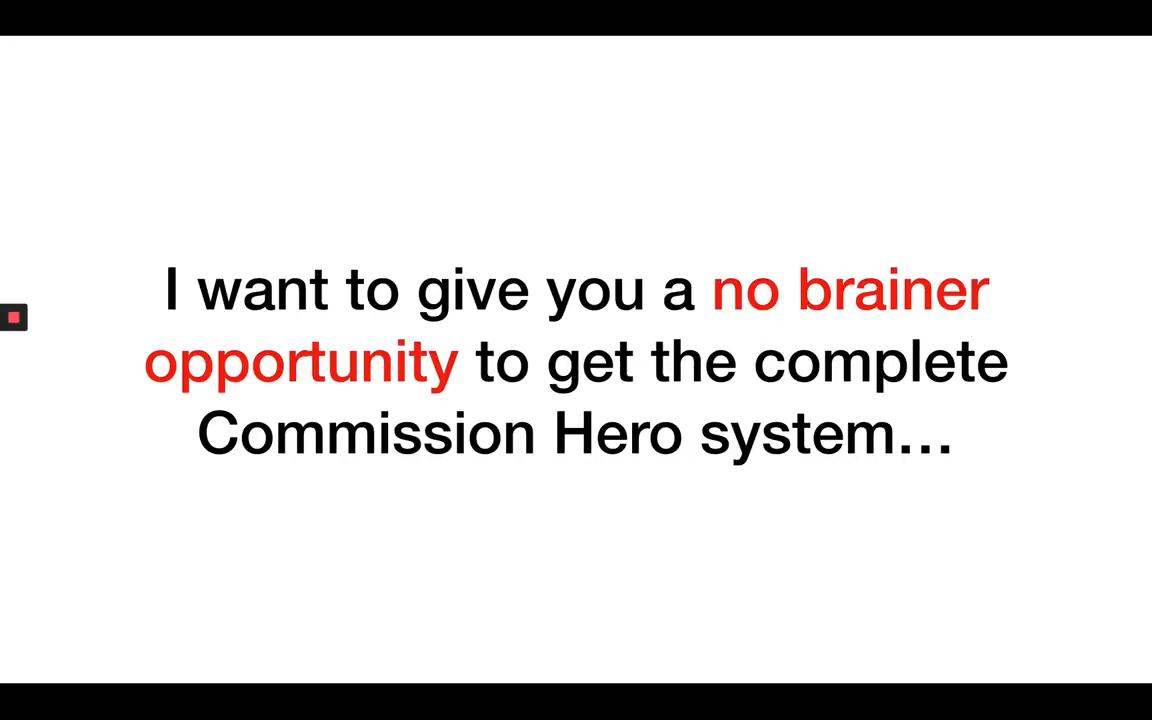 I want to give you a no brainer
opportunity to get the complete
Commission Hero system…